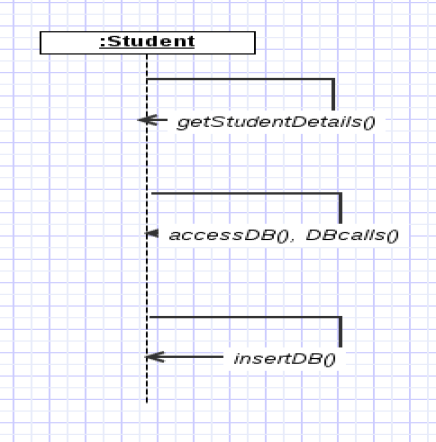 :Student
getStudentDetails()
accessDB(), DBcalls()
insertDB()